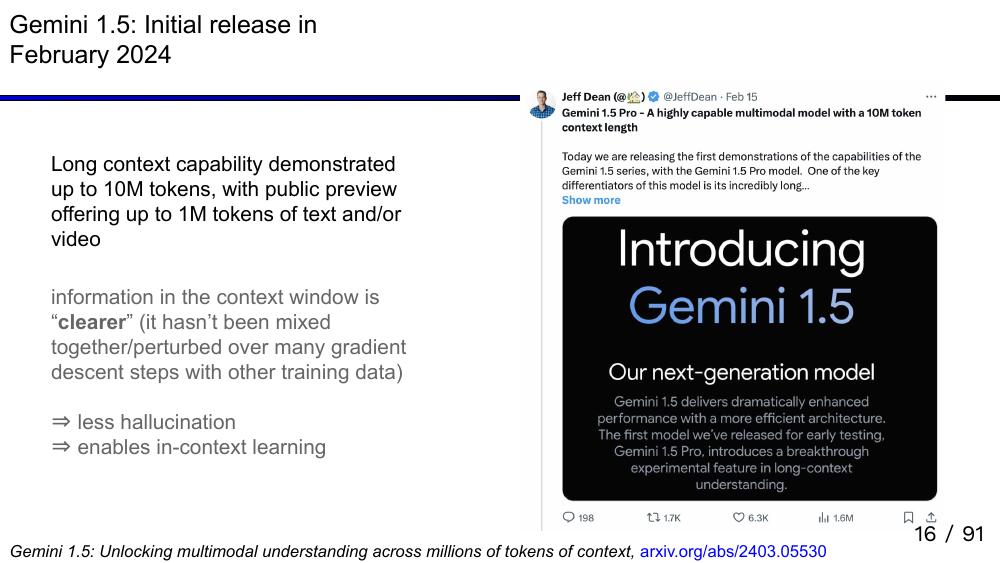 Gemini 1.5: Initial release in
February 2024
Long context capability demonstrated
up to 10M tokens, with public preview
offering up to 1M tokens of text and/or
video
information in the context window is
“clearer” (it hasn’t been mixed
together/perturbed over many gradient
descent steps with other training data)
⇒ less hallucination
⇒ enables in-context learning
Jeff Dean (@🏡) @JeffDean · Feb 15
Gemini 1.5 Pro - A highly capable multimodal model with a 10M token
context length
Today we are releasing the first demonstrations of the capabilities of the
Gemini 1.5 series, with the Gemini 1.5 Pro model.  One of the key
differentiators of this model is its incredibly long...
Show more
Introducing
Gemini 1.5
Our next-generation model
Gemini 1.5 delivers dramatically enhanced
performance with a more efficient architecture.
The first model we’ve released for early testing,
Gemini 1.5 Pro, introduces a breakthrough
experimental feature in long-context
understanding.
198 1.7K 6.3K 1.6M
16 / 91
Gemini 1.5: Unlocking multimodal understanding across millions of tokens of context, arxiv.org/abs/2403.05530